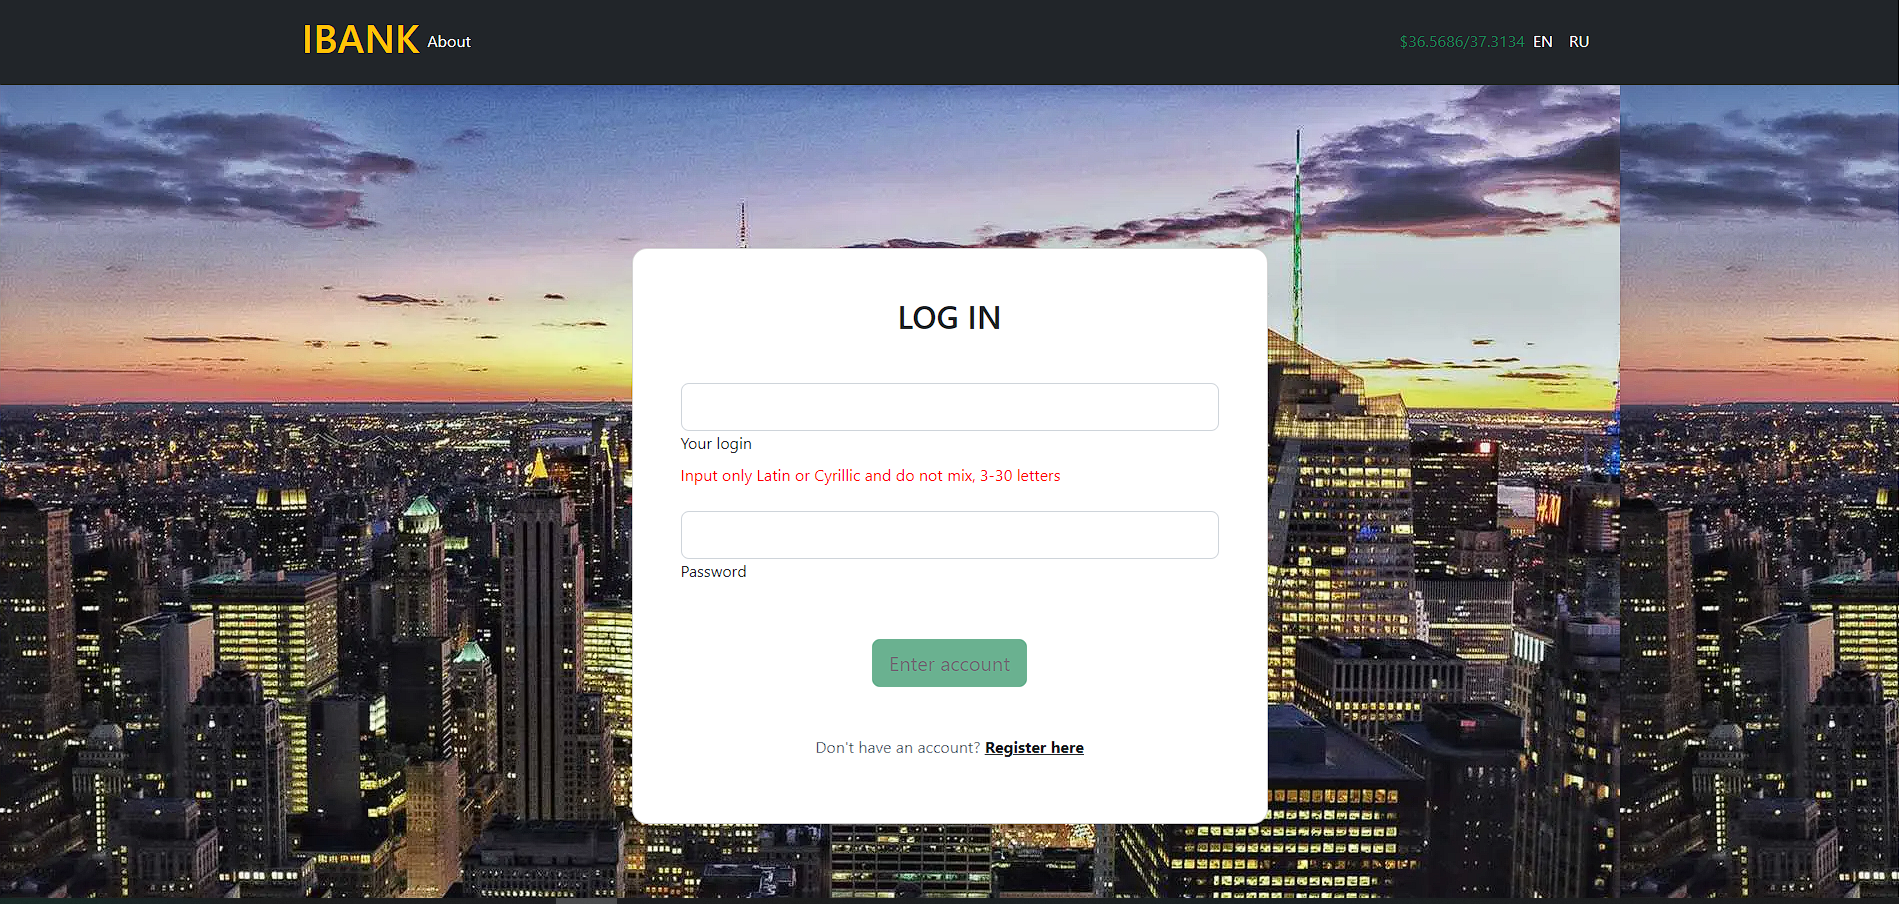 IBANK About $36.5686/37.3134 EN RU
LOG IN
Your login
Input only Latin or Cyrillic and do not mix, 3-30 letters
Password
Enter account
Don't have an account? Register here
H&M